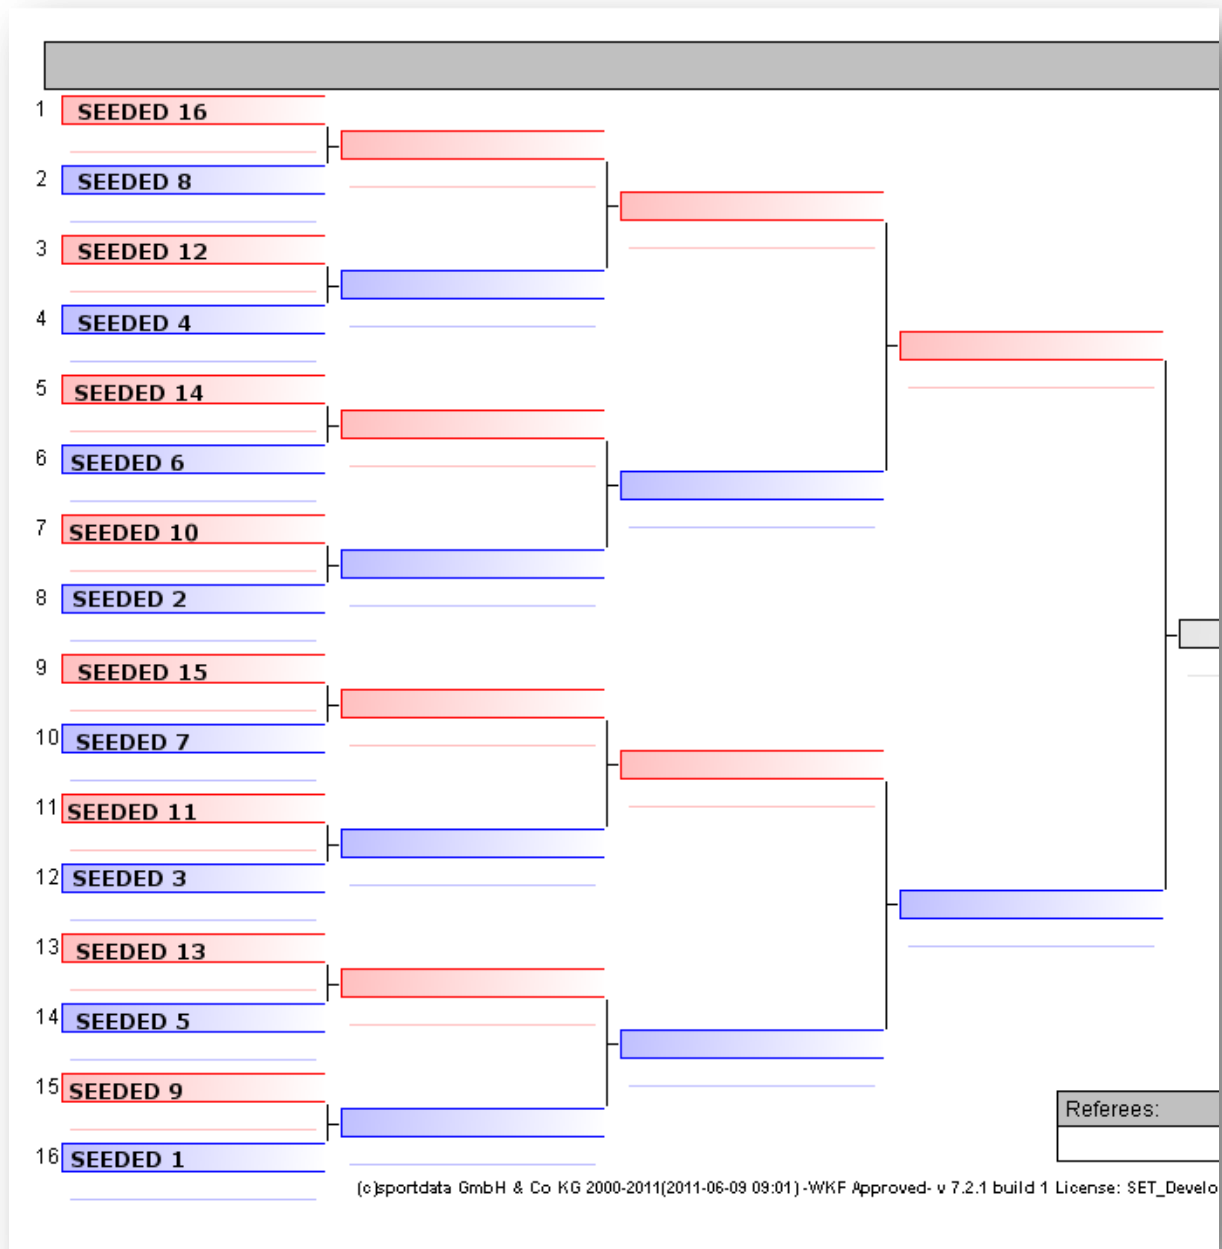 1 SEEDED 16
2 SEEDED 8
3 SEEDED 12
4 SEEDED 4
5 SEEDED 14
6 SEEDED 6
7 SEEDED 10
8 SEEDED 2
9 SEEDED 15
10 SEEDED 7
11 SEEDED 11
12 SEEDED 3
13 SEEDED 13
14 SEEDED 5
15 SEEDED 9
16 SEEDED 1
Referees:
(c)sportdata GmbH & Co KG 2000-2011(2011-06-09 09:01) -WKF Approved- v 7.2.1 build 1 License: SET_Develo